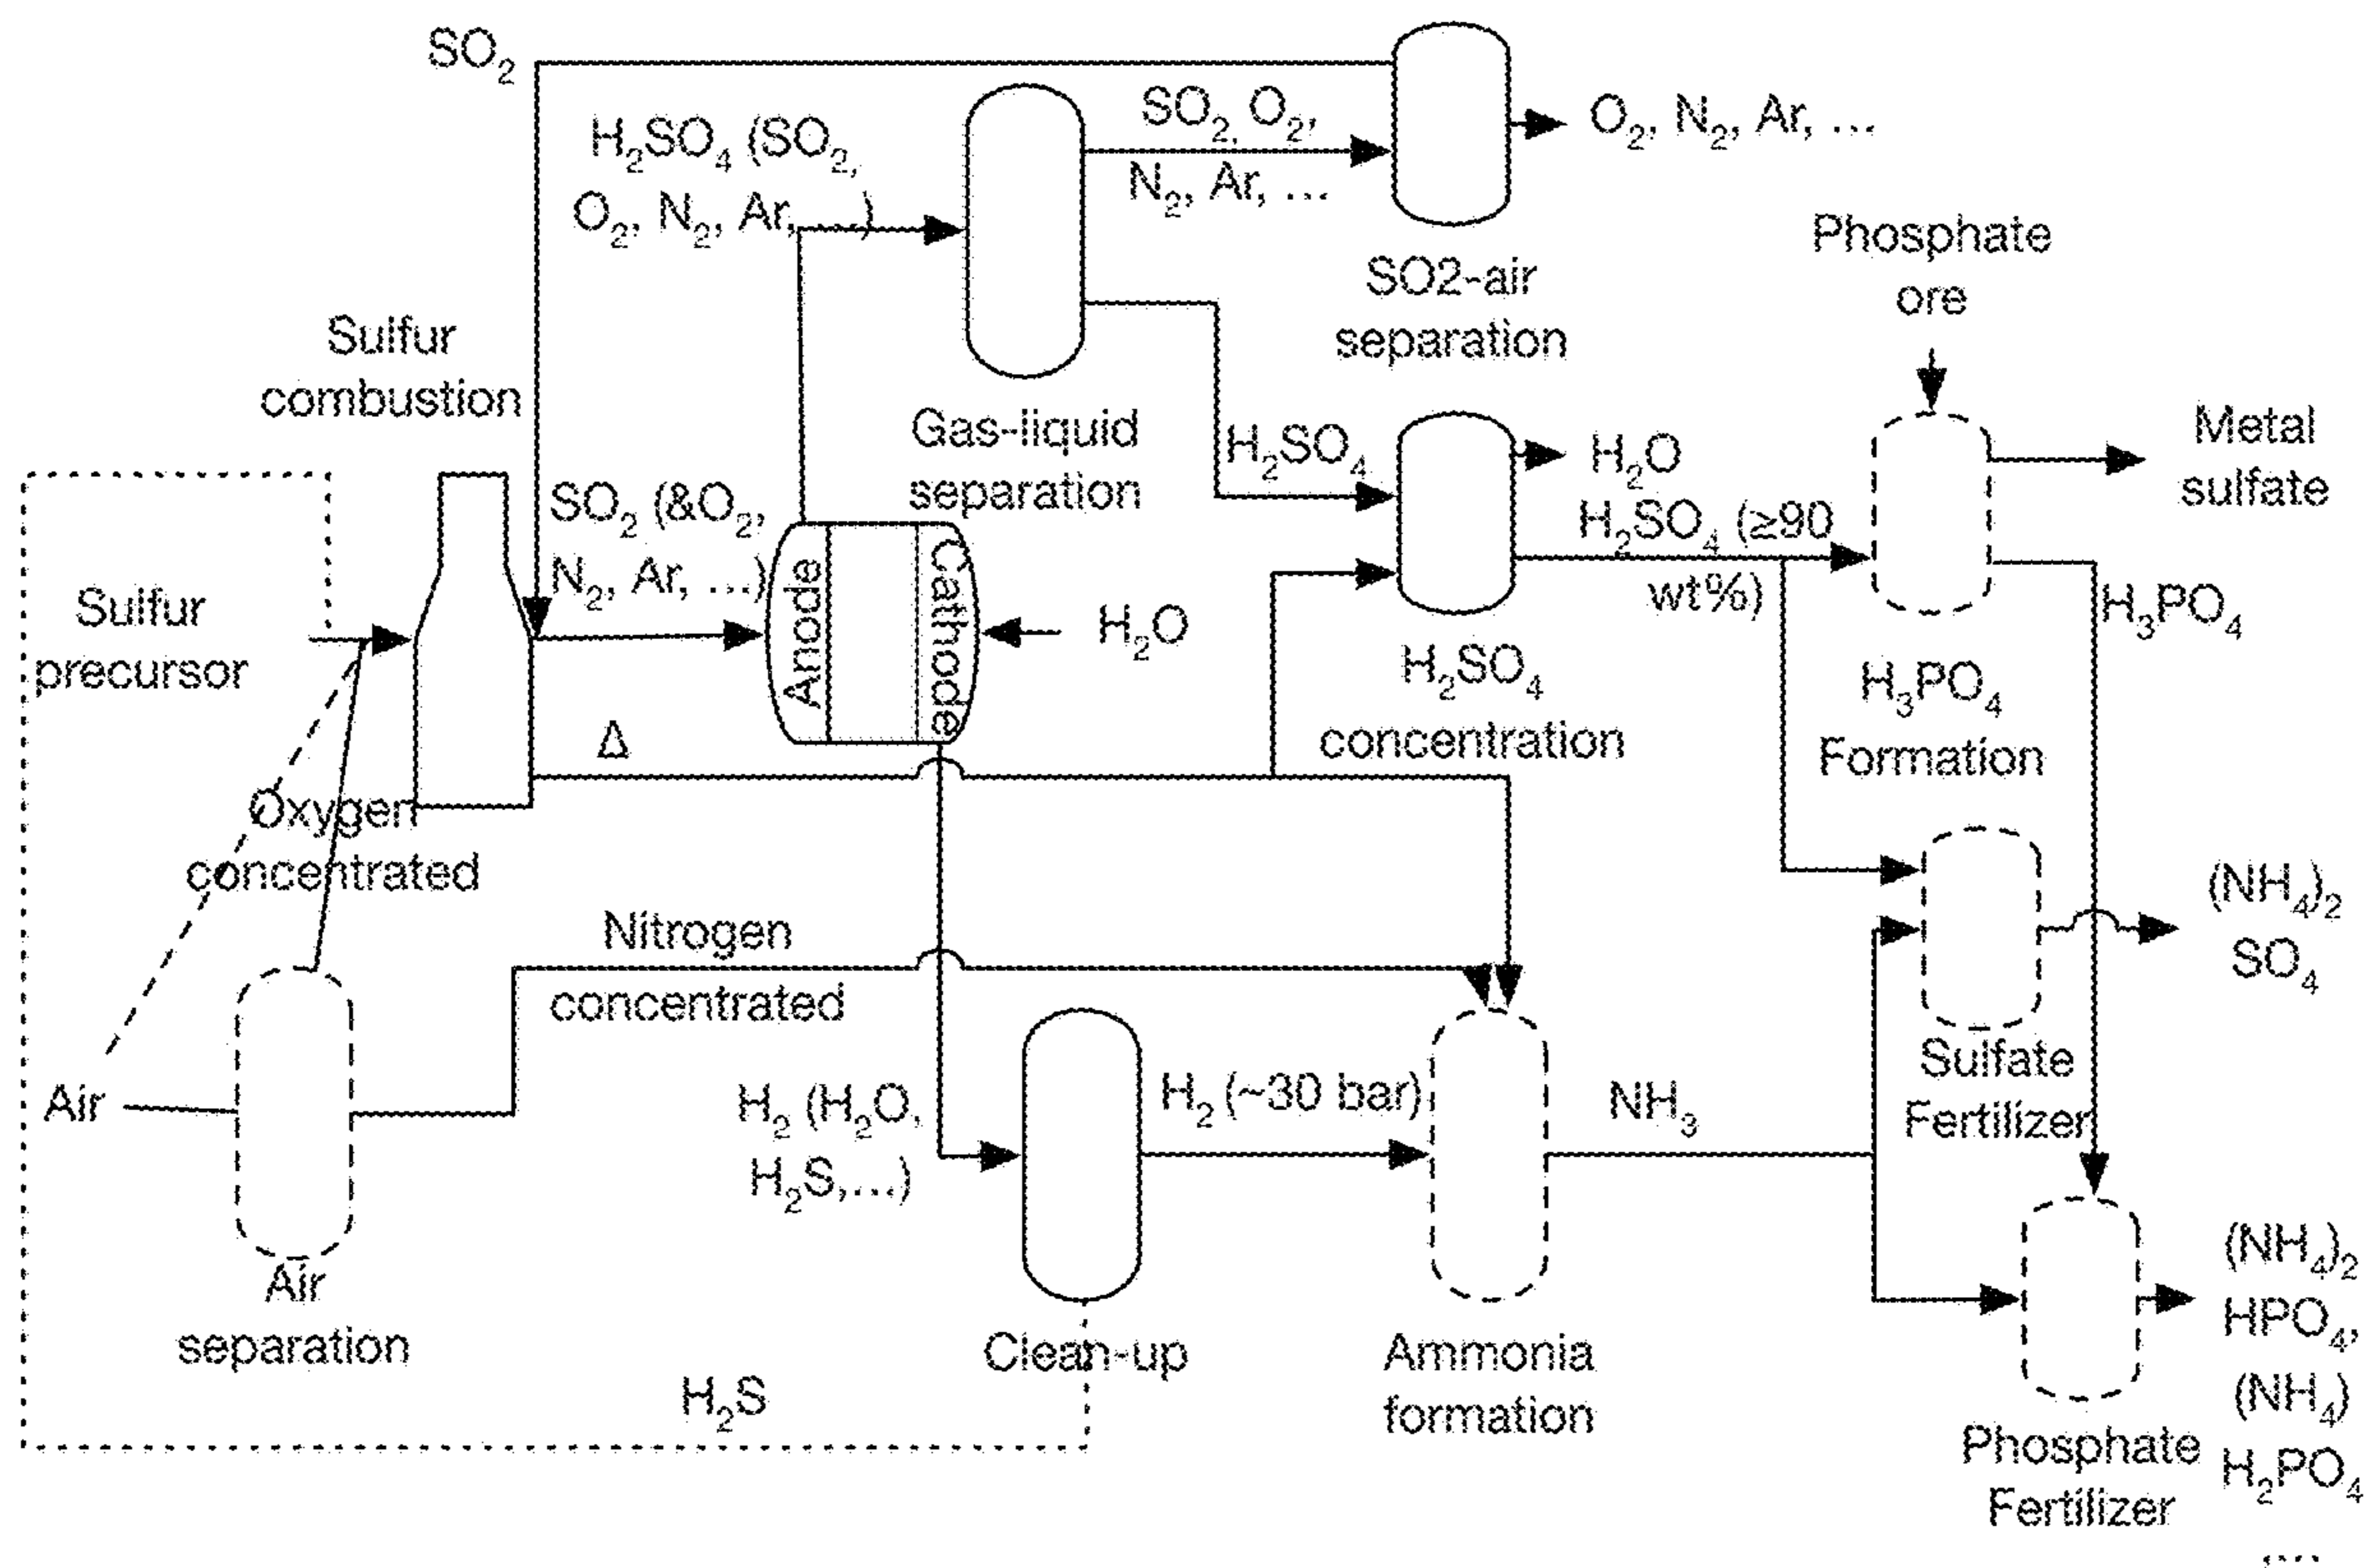 SO₂
H₂SO₄ (SO₂,
O₂, N₂, Ar, ...)
SO₂, O₂,
N₂, Ar, ...
O₂, N₂, Ar, ...
SO2-air
separation
Phosphate
ore
Sulfur
combustion
Gas-liquid
separation
H₂SO₄
H₂O
H₂SO₄ (≥90
wt%)
Metal
sulfate
SO₂ (&O₂,
N₂, Ar, ...)
Anode
Cathode
H₂O
Sulfur
precursor
H₂SO₄
concentration
H₃PO₄
H₃PO₄
Formation
Δ
Oxygen
concentrated
Nitrogen
concentrated
(NH₄)₂
SO₄
Sulfate
Fertilizer
Air
H₂ (H₂O,
H₂S,...)
H₂ (~30 bar)
NH₃
Air
separation
Clean-up
Ammonia
formation
H₂S
(NH₄)₂
HPO₄,
(NH₄)
H₂PO₄
,...
Phosphate
Fertilizer